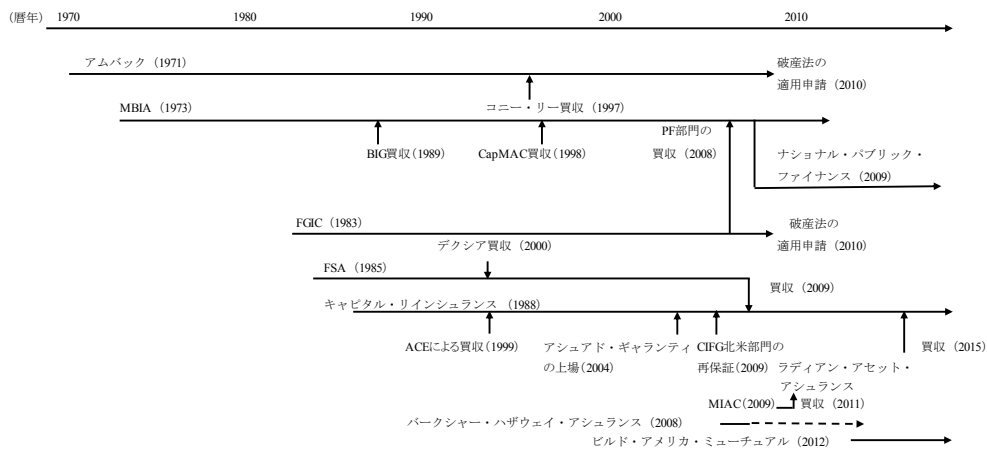 （暦年） 1970 1980 1990 2000 2010
アムバック（1971）
破産法の
適用申請（2010）
コニー・リー買収（1997）
MBIA（1973）
BIG買収（1989）
CapMAC買収（1998）
PF部門の
買収（2008）
ナショナル・パブリック・
ファイナンス（2009）
FGIC（1983）
破産法の
適用申請（2010）
デクシア買収（2000）
FSA（1985）
買収（2009）
キャピタル・リインシュランス（1988）
ACEによる買収（1999）
アシュアド・ギャランティ
の上場（2004）
CIFG北米部門の
再保証（2009）
買収（2015）
ラディアン・アセット・
アシュランス
MIAC（2009）
買収（2011）
バークシャー・ハザウェイ・アシュランス（2008）
ビルド・アメリカ・ミューチュアル（2012）